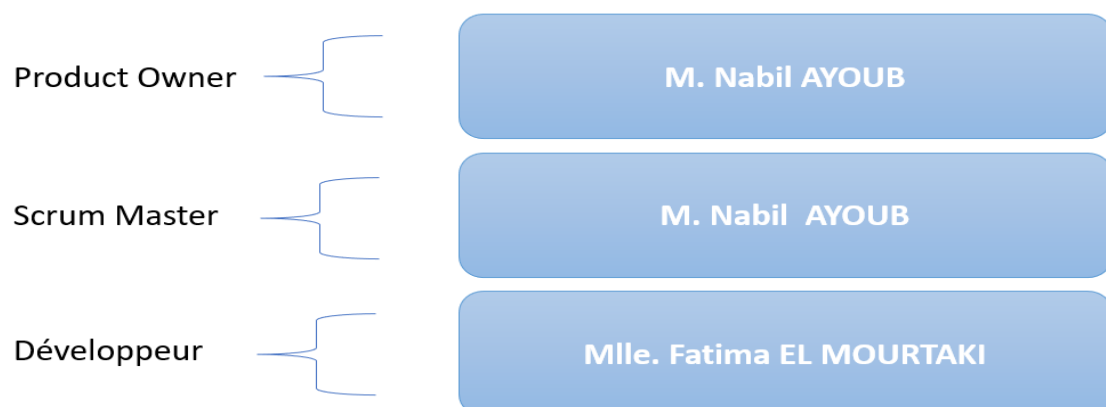 Product Owner
M. Nabil AYOUB
Scrum Master
M. Nabil  AYOUB
Développeur
Mlle. Fatima EL MOURTAKI